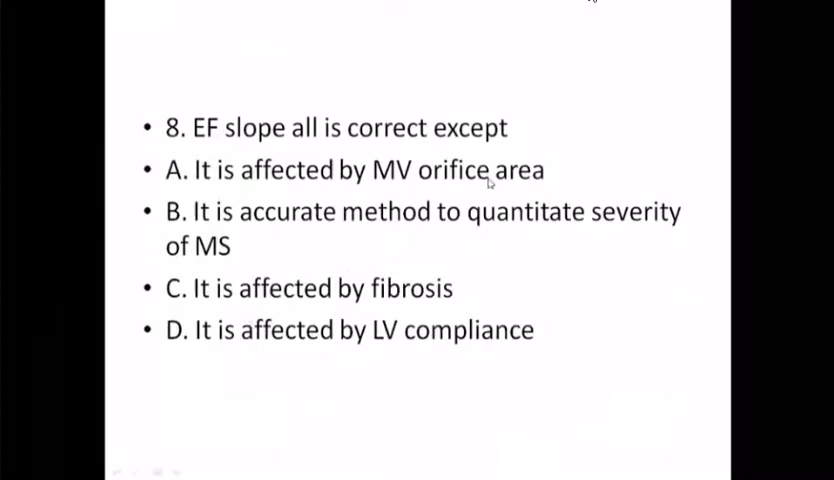 • 8. EF slope all is correct except
• A. It is affected by MV orifice area
• B. It is accurate method to quantitate severity
of MS
• C. It is affected by fibrosis
• D. It is affected by LV compliance